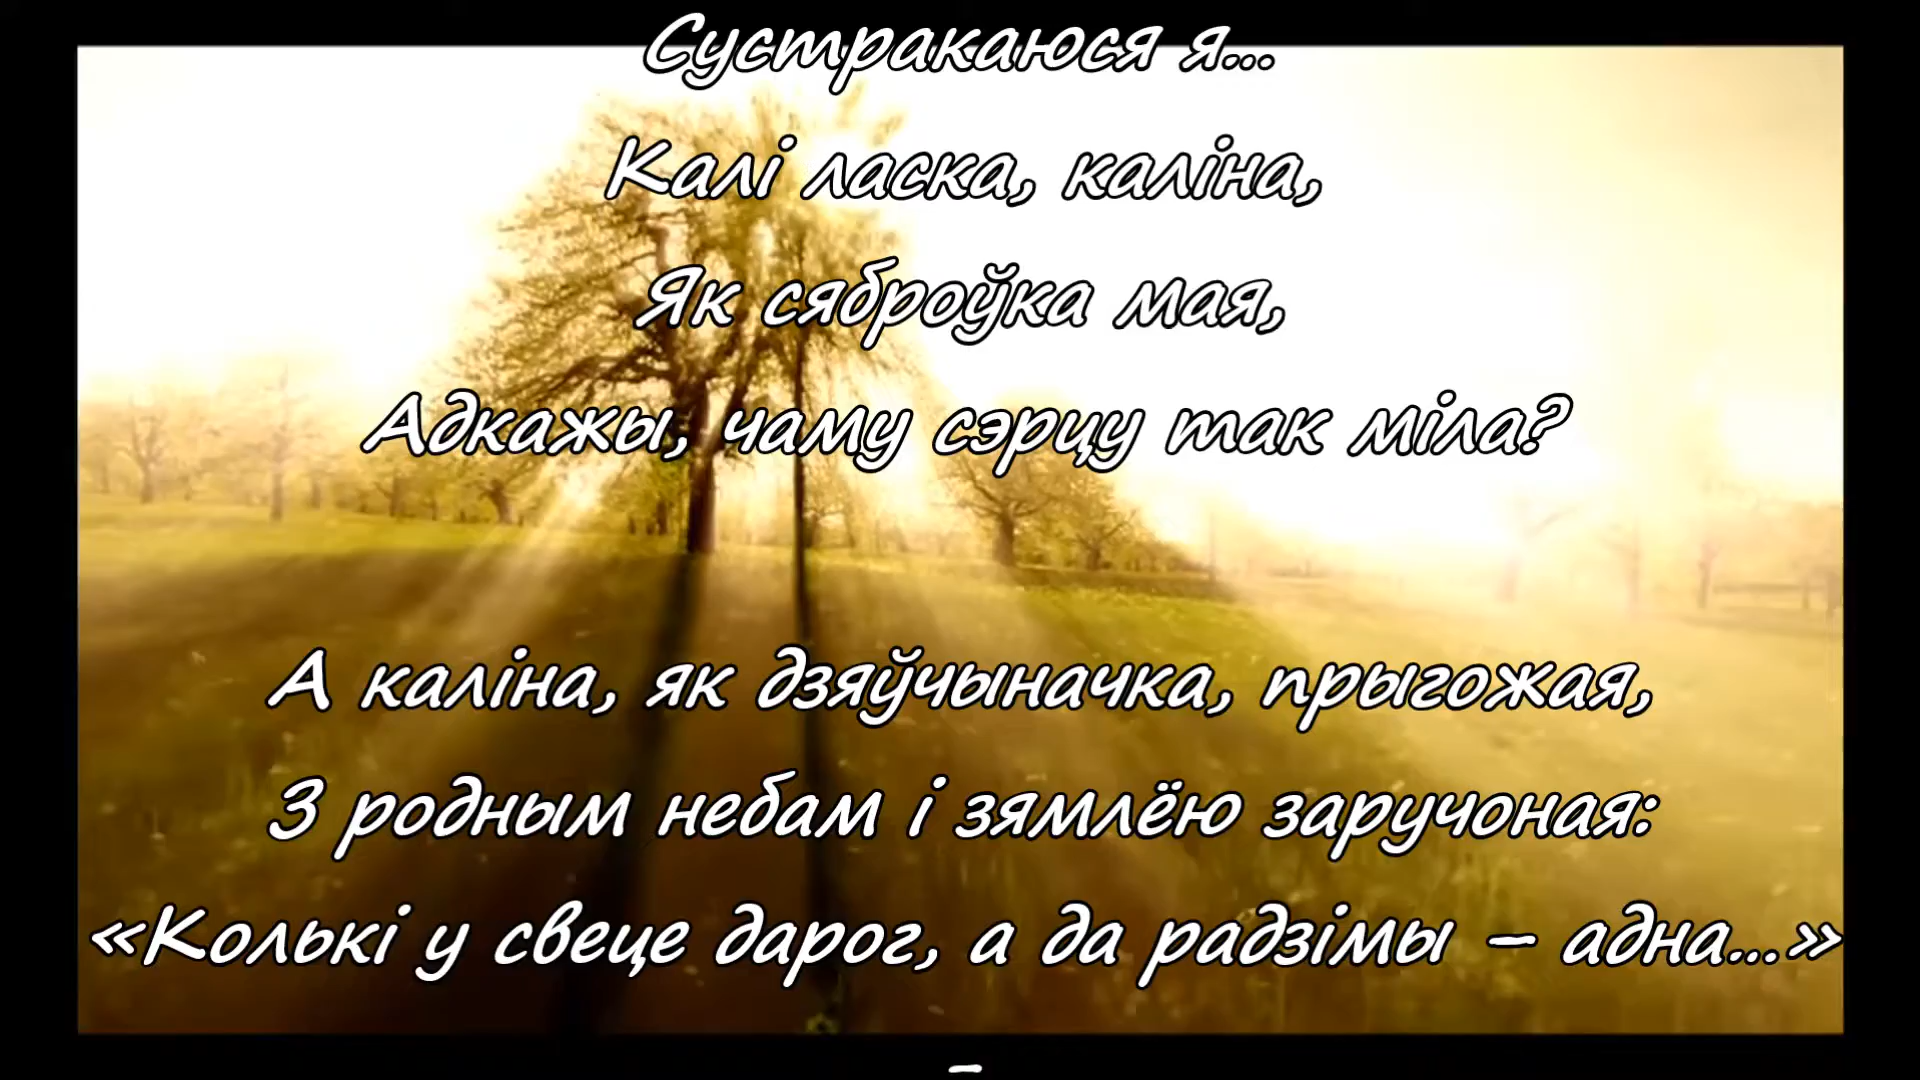 Сустракаюся я...
Калі ласка, каліна,
Як сяброўка мая,
Адкажы, чаму сэрцу так міла?
А каліна, як дзяўчыначка, прыгожая,
З родным небам і зямлёю заручоная:
«Колькі у свеце дарог, а да радзімы – адна...»